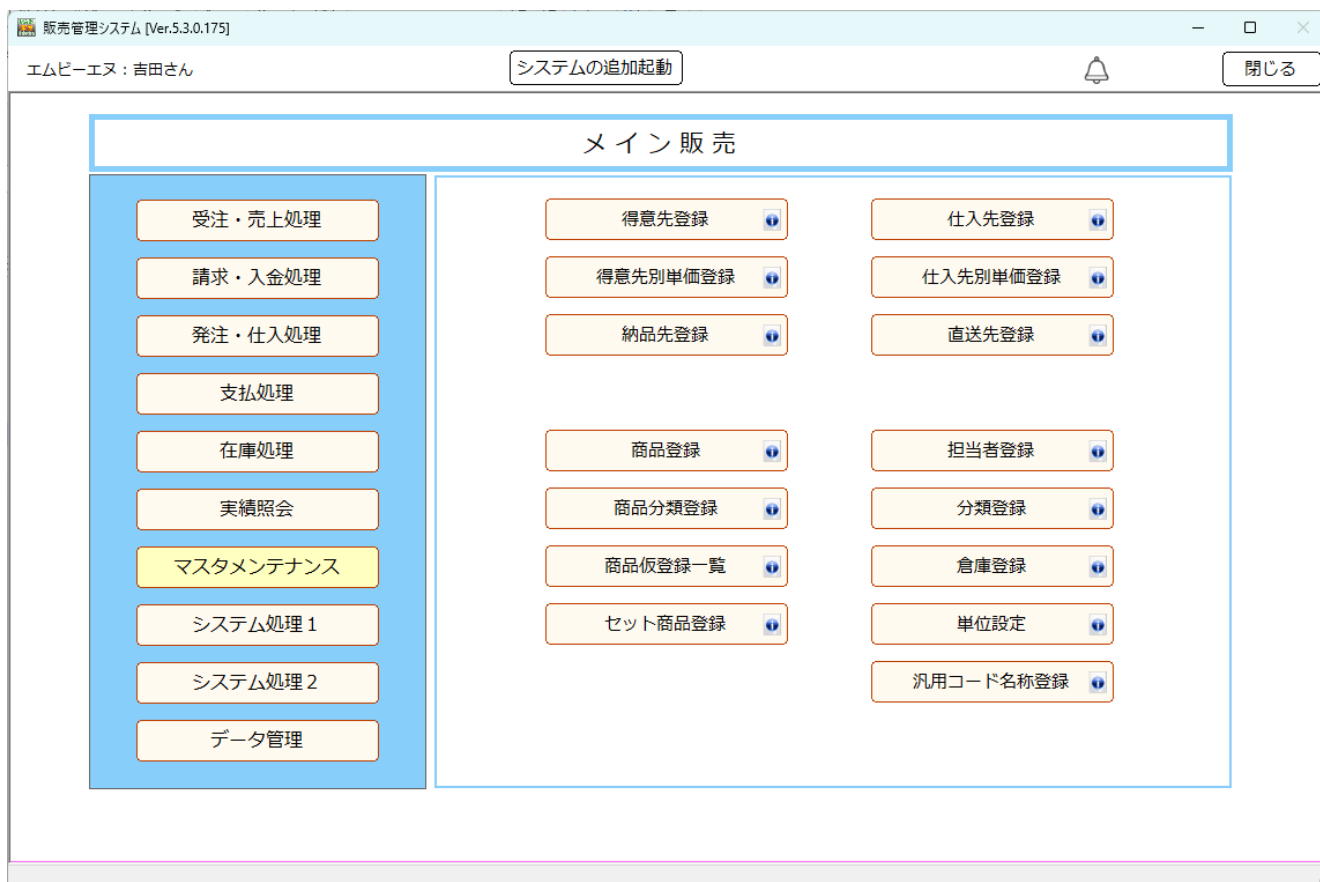 販売管理システム [Ver.5.3.0.175]
エムビーエヌ：吉田さん
システムの追加起動
閉じる
メイン販売
受注・売上処理
請求・入金処理
発注・仕入処理
支払処理
在庫処理
実績照会
マスタメンテナンス
システム処理１
システム処理２
データ管理
得意先登録
仕入先登録
得意先別単価登録
仕入先別単価登録
納品先登録
直送先登録
商品登録
担当者登録
商品分類登録
分類登録
商品仮登録一覧
倉庫登録
セット商品登録
単位設定
汎用コード名称登録